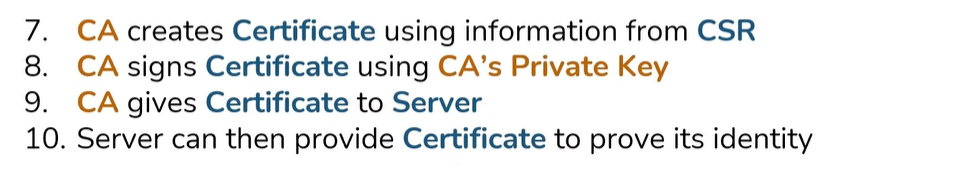 7. CA creates Certificate using information from CSR
8. CA signs Certificate using CA's Private Key
9. CA gives Certificate to Server
10. Server can then provide Certificate to prove its identity